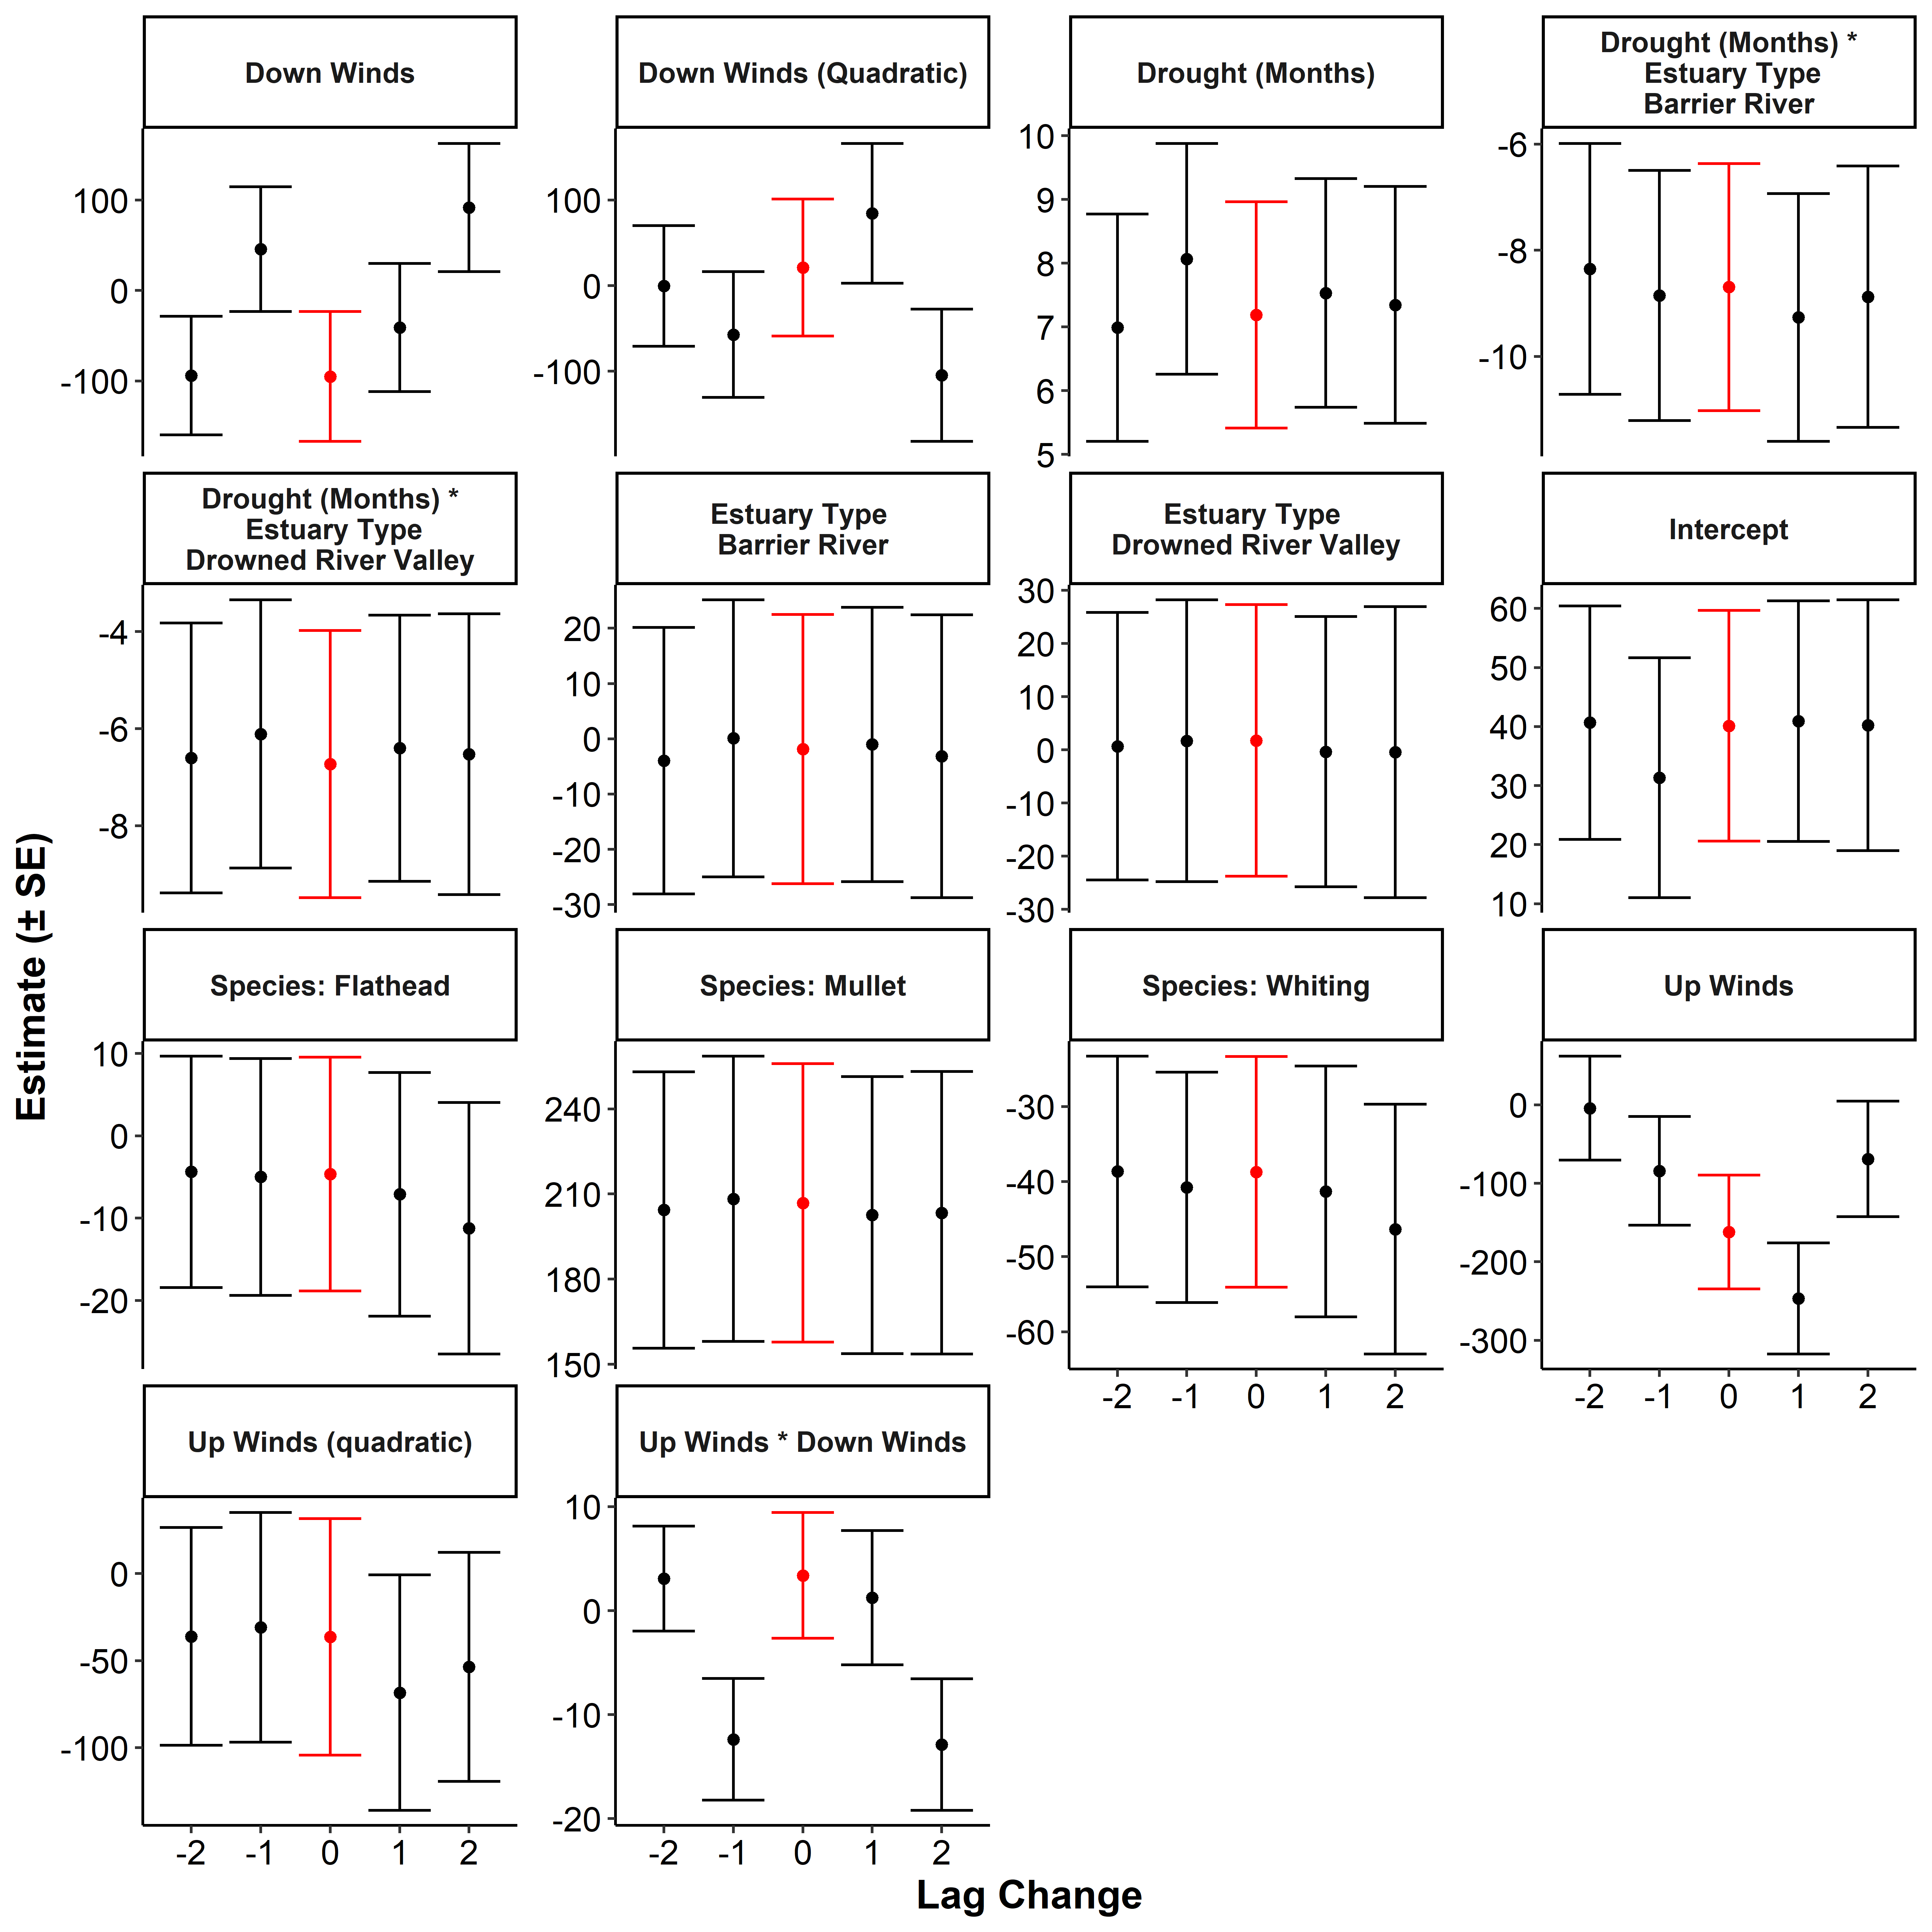 Down Winds
Down Winds (Quadratic)
Drought (Months)
Drought (Months) *
Estuary Type
Barrier River
100
0
-100
100
0
-100
10
9
8
7
6
5
-6
-8
-10
Drought (Months) *
Estuary Type
Drowned River Valley
Estuary Type
Barrier River
Estuary Type
Drowned River Valley
Intercept
-4
-6
-8
20
10
0
-10
-20
-30
30
20
10
0
-10
-20
-30
60
50
40
30
20
10
Estimate (± SE)
Species: Flathead
Species: Mullet
Species: Whiting
Up Winds
10
0
-10
-20
240
210
180
150
-30
-40
-50
-60
0
-100
-200
-300
-2 -1 0 1 2
-2 -1 0 1 2
Up Winds (quadratic)
Up Winds * Down Winds
0
-50
-100
10
0
-10
-20
-2 -1 0 1 2
-2 -1 0 1 2
Lag Change